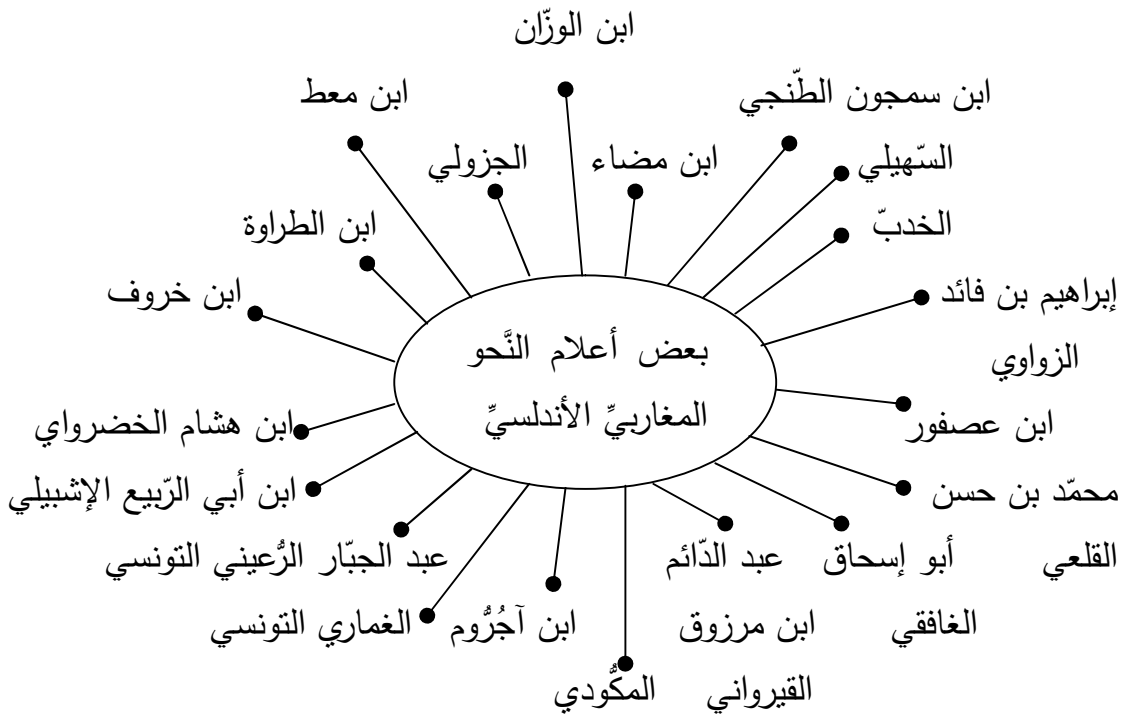 ابن الوزّان
ابن سمجون الطّنجي
ابن معط
السّهيلي
ابن مضاء
الجزولي
الخدبّ
ابن الطراوة
إبراهيم بن فائد
الزواوي
ابن خروف
بعض أعلام النَّحو
المغاربيِّ الأندلسيِّ
ابن عصفور
ابن هشام الخضرواي
محمّد بن حسن
القلعي
ابن أبي الرّبيع الإشبيلي
أبو إسحاق
الغافقي
عبد الدّائم
ابن مرزوق
القيرواني
عبد الجبّار الرُّعيني التونسي
ابن آجُرُّوم
الغماري التونسي
المكُّودي